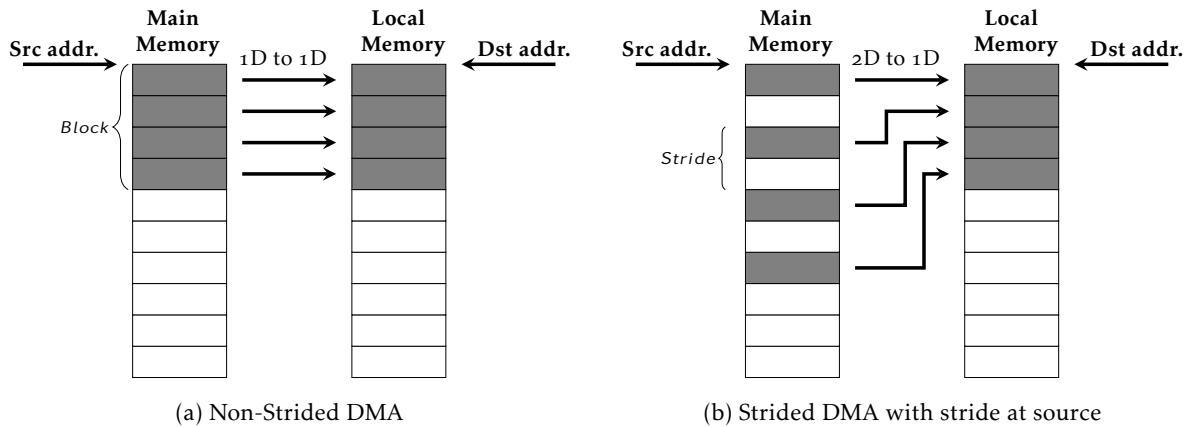 Main
Memory
Local
Memory
Src addr.
Dst addr.
1D to 1D
Block
(a) Non-Strided DMA
Main
Memory
Local
Memory
Src addr.
Dst addr.
2D to 1D
Stride
(b) Strided DMA with stride at source